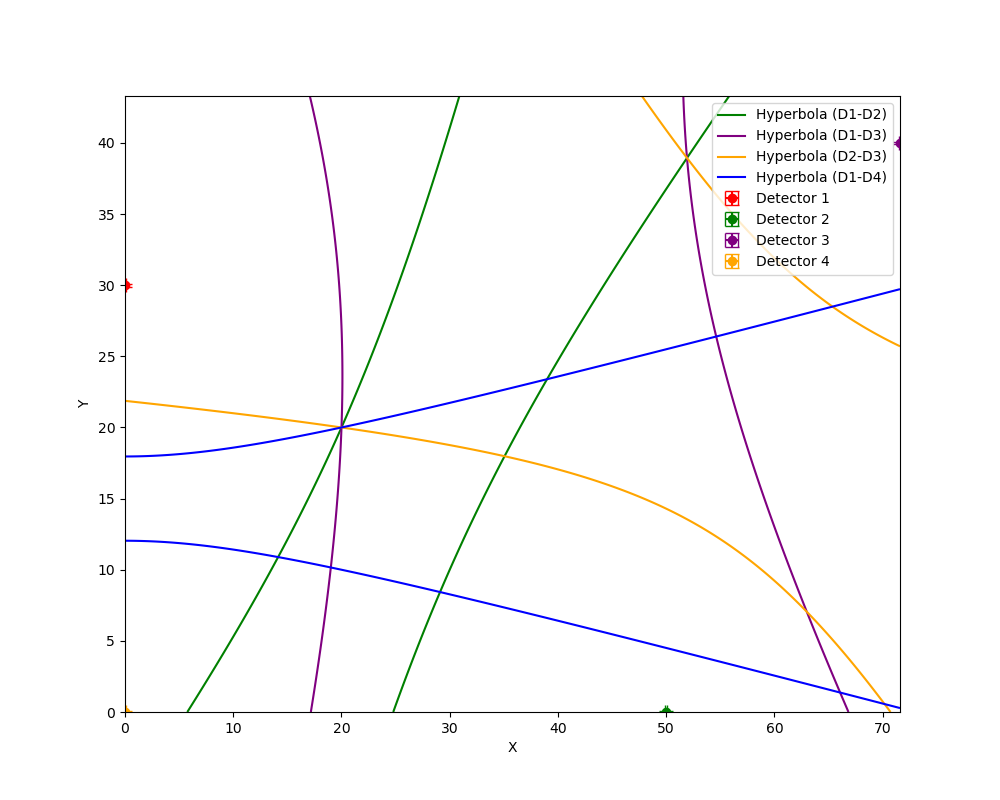 Hyperbola (D1-D2)
Hyperbola (D1-D3)
Hyperbola (D2-D3)
Hyperbola (D1-D4)
Detector 1
Detector 2
Detector 3
Detector 4
40
35
30
25
20
15
10
5
0
Y
0 10 20 30 40 50 60 70
X